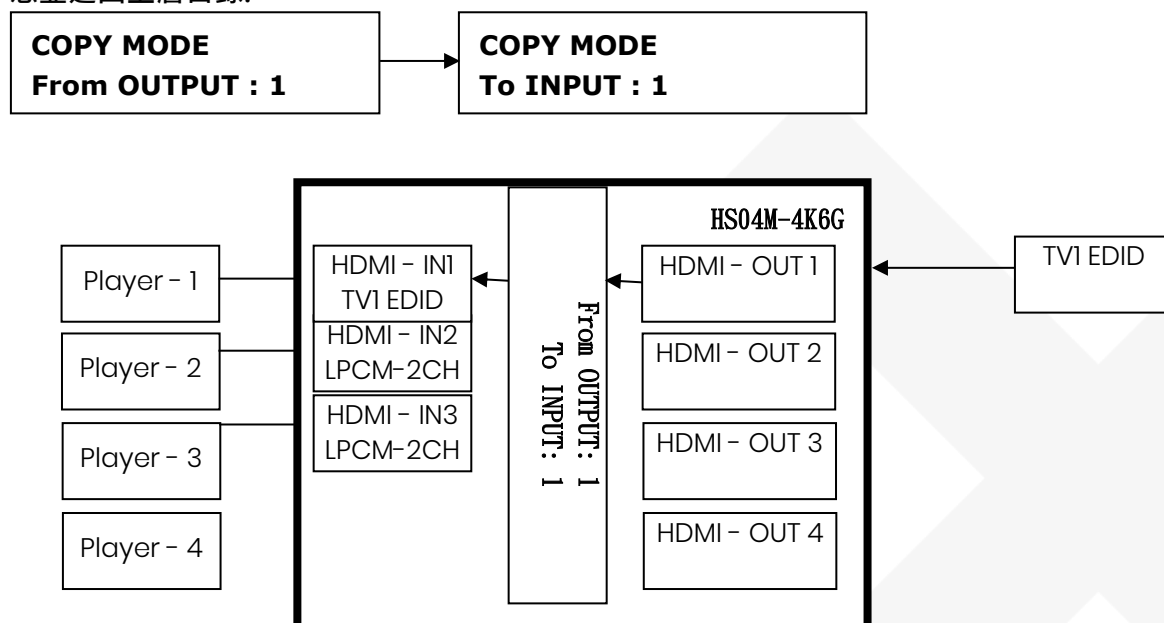 COPY MODE
From OUTPUT : 1
COPY MODE
To INPUT : 1
HS04M-4K6G
Player - 1
Player - 2
Player - 3
Player - 4
HDMI - IN1
TV1 EDID
HDMI - IN2
LPCM-2CH
HDMI - IN3
LPCM-2CH
From OUTPUT: 1
To INPUT: 1
HDMI - OUT 1
HDMI - OUT 2
HDMI - OUT 3
HDMI - OUT 4
TV1 EDID